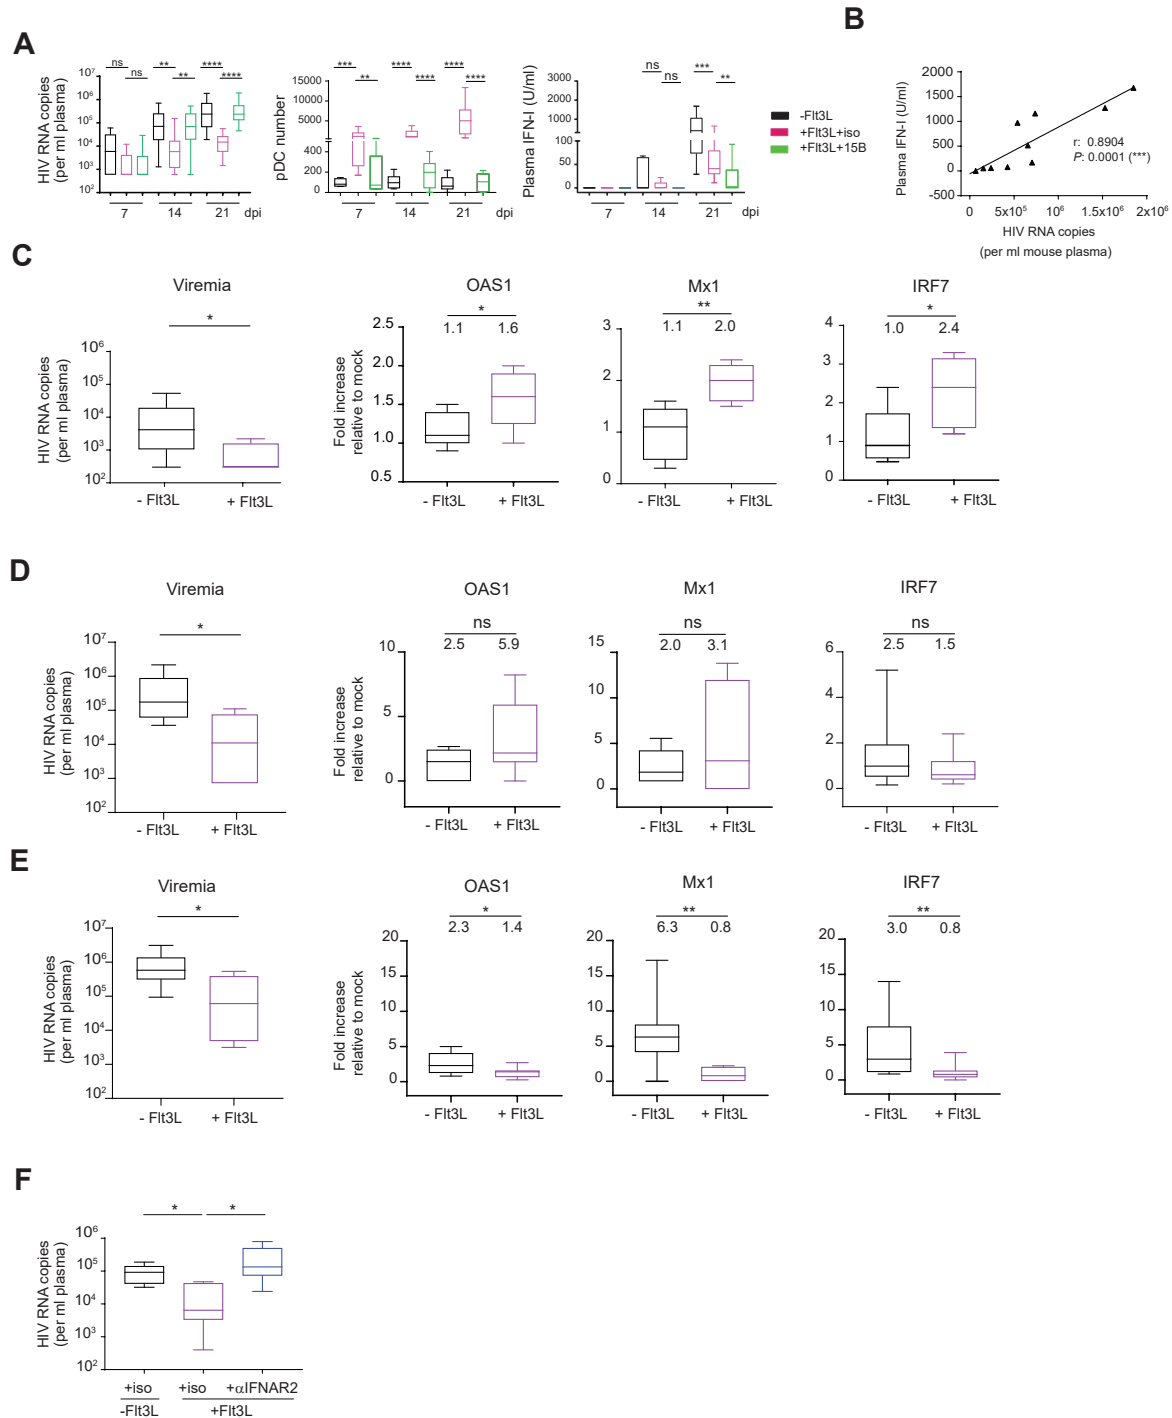 A
HIV RNA copies
(per ml plasma)
10⁷
10⁶
10⁵
10⁴
10³
10²
ns
ns
**
**
****
****
7
14
21
dpi
pDC number
15000
10000
5000
400
200
0
***
**
****
****
****
****
7
14
21
dpi
Plasma IFN-I (U/ml)
3000
2000
1000
100
50
0
ns
ns
***
**
7
14
21
dpi
-Flt3L
+Flt3L+iso
+Flt3L+15B
B
Plasma IFN-I (U/ml)
2000
1500
1000
500
0
-500
r: 0.8904
P: 0.0001 (***)
0
5x10⁵
10⁶
1.5x10⁶
2x10⁶
HIV RNA copies
(per ml mouse plasma)
C
Viremia
*
HIV RNA copies
(per ml plasma)
10⁶
10⁵
10⁴
10³
10²
- Flt3L
+ Flt3L
OAS1
*
1.1 1.6
Fold increase
relative to mock
2.5
2.0
1.5
1.0
0.5
- Flt3L
+ Flt3L
Mx1
**
1.1 2.0
3
2
1
0
- Flt3L
+ Flt3L
IRF7
*
1.0 2.4
4
3
2
1
0
- Flt3L
+ Flt3L
D
Viremia
*
HIV RNA copies
(per ml plasma)
10⁷
10⁶
10⁵
10⁴
10³
10²
- Flt3L
+ Flt3L
OAS1
ns
2.5 5.9
Fold increase
relative to mock
10
5
0
- Flt3L
+ Flt3L
Mx1
ns
2.0 3.1
15
10
5
0
- Flt3L
+ Flt3L
IRF7
ns
2.5 1.5
6
4
2
0
- Flt3L
+ Flt3L
E
Viremia
*
HIV RNA copies
(per ml plasma)
10⁷
10⁶
10⁵
10⁴
10³
10²
- Flt3L
+ Flt3L
OAS1
*
2.3 1.4
Fold increase
relative to mock
20
15
10
5
0
- Flt3L
+ Flt3L
Mx1
**
6.3 0.8
20
15
10
5
0
- Flt3L
+ Flt3L
IRF7
**
3.0 0.8
20
15
10
5
0
- Flt3L
+ Flt3L
F
* *
HIV RNA copies
(per ml plasma)
10⁶
10⁵
10⁴
10³
10²
+iso +iso +αIFNAR2
-Flt3L +Flt3L